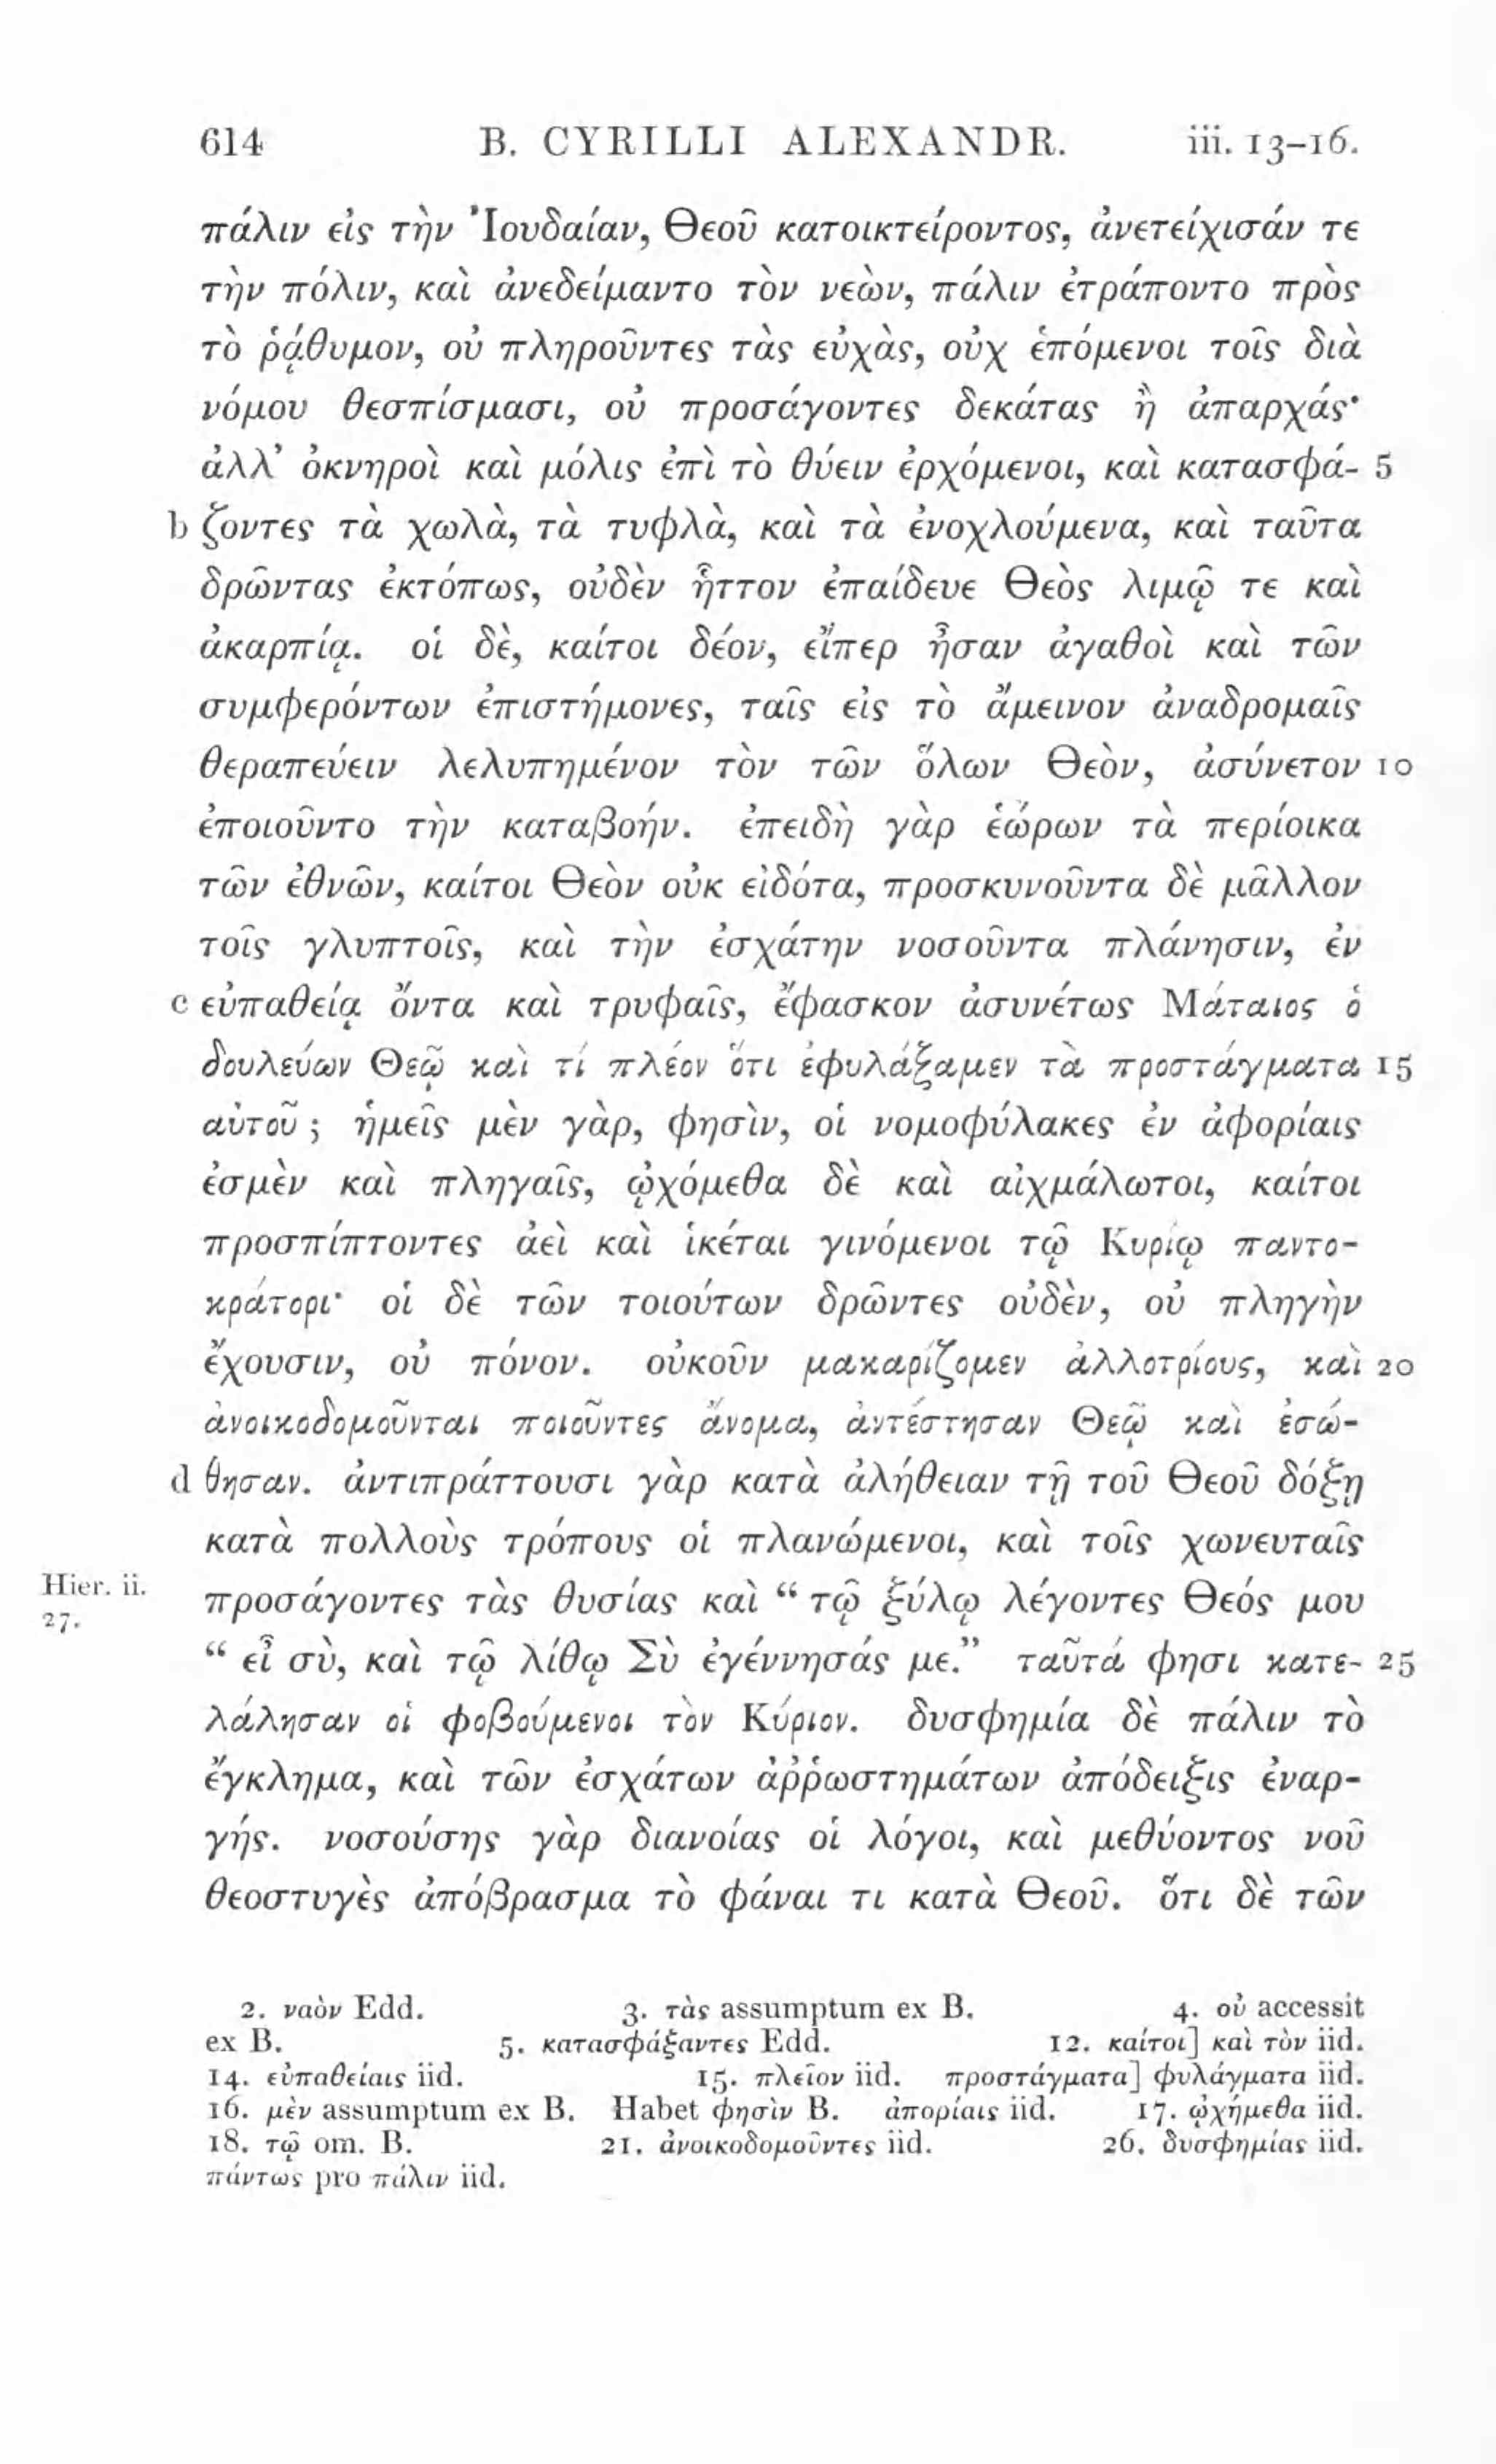 614 B. CYRILLI ALEXANDR. iii. 13–16.
πάλιν εἰς τὴν Ἰουδαίαν, Θεοῦ κατοικτείροντος, ἀνετείχισάν τε
τὴν πόλιν, καὶ ἀνεδείμαντο τὸν νεὼν, πάλιν ἐτράποντο πρὸς
τὸ ῥᾴθυμον, οὐ πληροῦντες τὰς εὐχὰς, οὐχ ἑπόμενοι τοῖς διὰ
νόμου θεσπίσμασι, οὐ προσάγοντες δεκάτας ἢ ἀπαρχάς·
ἀλλ’ ὀκνηροὶ καὶ μόλις ἐπὶ τὸ θύειν ἐρχόμενοι, καὶ κατασφά- 5
b ζοντες τὰ χωλὰ, τὰ τυφλὰ, καὶ τὰ ἐνοχλούμενα, καὶ ταῦτα
δρῶντας ἐκτόπως, οὐδὲν ἧττον ἐπαίδευε Θεὸς λιμῷ τε καὶ
ἀκαρπίᾳ. οἱ δὲ, καίτοι δέον, εἴπερ ἦσαν ἀγαθοὶ καὶ τῶν
συμφερόντων ἐπιστήμονες, ταῖς εἰς τὸ ἄμεινον ἀναδρομαῖς
θεραπεύειν λελυπημένον τὸν τῶν ὅλων Θεὸν, ἀσύνετον 10
ἐποιοῦντο τὴν καταβοήν. ἐπειδὴ γὰρ ἑώρων τὰ περίοικα
τῶν ἐθνῶν, καίτοι Θεὸν οὐκ εἰδότα, προσκυνοῦντα δὲ μᾶλλον
τοῖς γλυπτοῖς, καὶ τὴν ἐσχάτην νοσοῦντα πλάνησιν, ἐν
c εὐπαθείᾳ ὄντα καὶ τρυφαῖς, ἔφασκον ἀσυνέτως Μάταιος ὁ
δουλεύων Θεῷ καὶ τί πλέον ὅτι ἐφυλάξαμεν τὰ προστάγματα 15
αὐτοῦ ; ἡμεῖς μὲν γὰρ, φησὶν, οἱ νομοφύλακες ἐν ἀφορίαις
ἐσμὲν καὶ πληγαῖς, ᾠχόμεθα δὲ καὶ αἰχμάλωτοι, καίτοι
προσπίπτοντες ἀεὶ καὶ ἱκέται γινόμενοι τῷ Κυρίῳ παντο-
κράτορι· οἱ δὲ τῶν τοιούτων δρῶντες οὐδὲν, οὐ πληγὴν
ἔχουσιν, οὐ πόνον. οὐκοῦν μακαρίζομεν ἀλλοτρίους, καὶ 20
ἀνοικοδομοῦνται ποιοῦντες ἄνομα, ἀντέστησαν Θεῷ καὶ ἐσώ-
d θησαν. ἀντιπράττουσι γὰρ κατὰ ἀλήθειαν τῇ τοῦ Θεοῦ δόξῃ
κατὰ πολλοὺς τρόπους οἱ πλανώμενοι, καὶ τοῖς χωνευταῖς
Hier. ii. προσάγοντες τὰς θυσίας καὶ “ τῷ ξύλῳ λέγοντες Θεός μου
27.
“ εἶ σὺ, καὶ τῷ λίθῳ Σὺ ἐγέννησάς με.” ταῦτά φησι κατε- 25
λάλησαν οἱ φοβούμενοι τὸν Κύριον. δυσφημία δὲ πάλιν τὸ
ἔγκλημα, καὶ τῶν ἐσχάτων ἀῤῥωστημάτων ἀπόδειξις ἐναρ-
γής. νοσούσης γὰρ διανοίας οἱ λόγοι, καὶ μεθύοντος νοῦ
θεοστυγὲς ἀπόβρασμα τὸ φάναι τι κατὰ Θεοῦ. ὅτι δὲ τῶν
2. ναὸν Edd. 3. τὰς assumptum ex B. 4. οὐ accessit
ex B. 5. κατασφάξαντες Edd. 12. καίτοι] καὶ τὸν iid.
14. εὐπαθείαις iid. 15. πλεῖον iid. προστάγματα] φυλάγματα iid.
16. μὲν assumptum ex B. Habet φησὶν B. ἀπορίαις iid. 17. ᾠχήμεθα iid.
18. τῷ om. B. 21. ἀνοικοδομοῦντες iid. 26. δυσφημίας iid.
πάντως pro πάλιν iid.